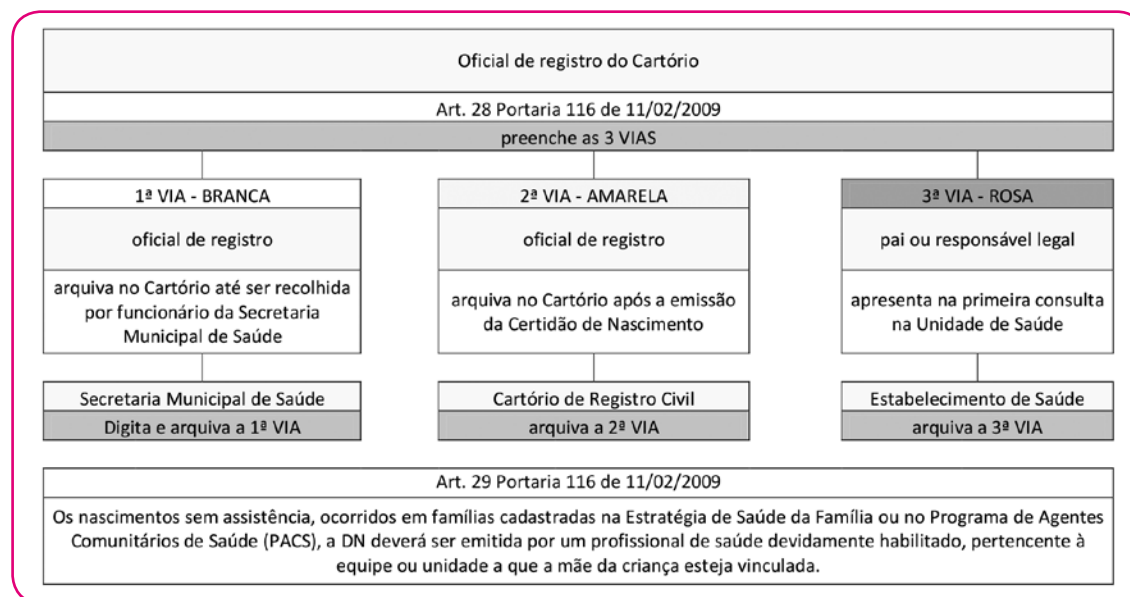 Oficial de registro do Cartório
Art. 28 Portaria 116 de 11/02/2009
preenche as 3 VIAS
1ª VIA - BRANCA
oficial de registro
arquiva no Cartório até ser recolhida
por funcionário da Secretaria
Municipal de Saúde
Secretaria Municipal de Saúde
Digita e arquiva a 1ª VIA
2ª VIA - AMARELA
oficial de registro
arquiva no Cartório após a emissão
da Certidão de Nascimento
Cartório de Registro Civil
arquiva a 2ª VIA
3ª VIA - ROSA
pai ou responsável legal
apresenta na primeira consulta
na Unidade de Saúde
Estabelecimento de Saúde
arquiva a 3ª VIA
Art. 29 Portaria 116 de 11/02/2009
Os nascimentos sem assistência, ocorridos em famílias cadastradas na Estratégia de Saúde da Família ou no Programa de Agentes
Comunitários de Saúde (PACS), a DN deverá ser emitida por um profissional de saúde devidamente habilitado, pertencente à
equipe ou unidade a que a mãe da criança esteja vinculada.